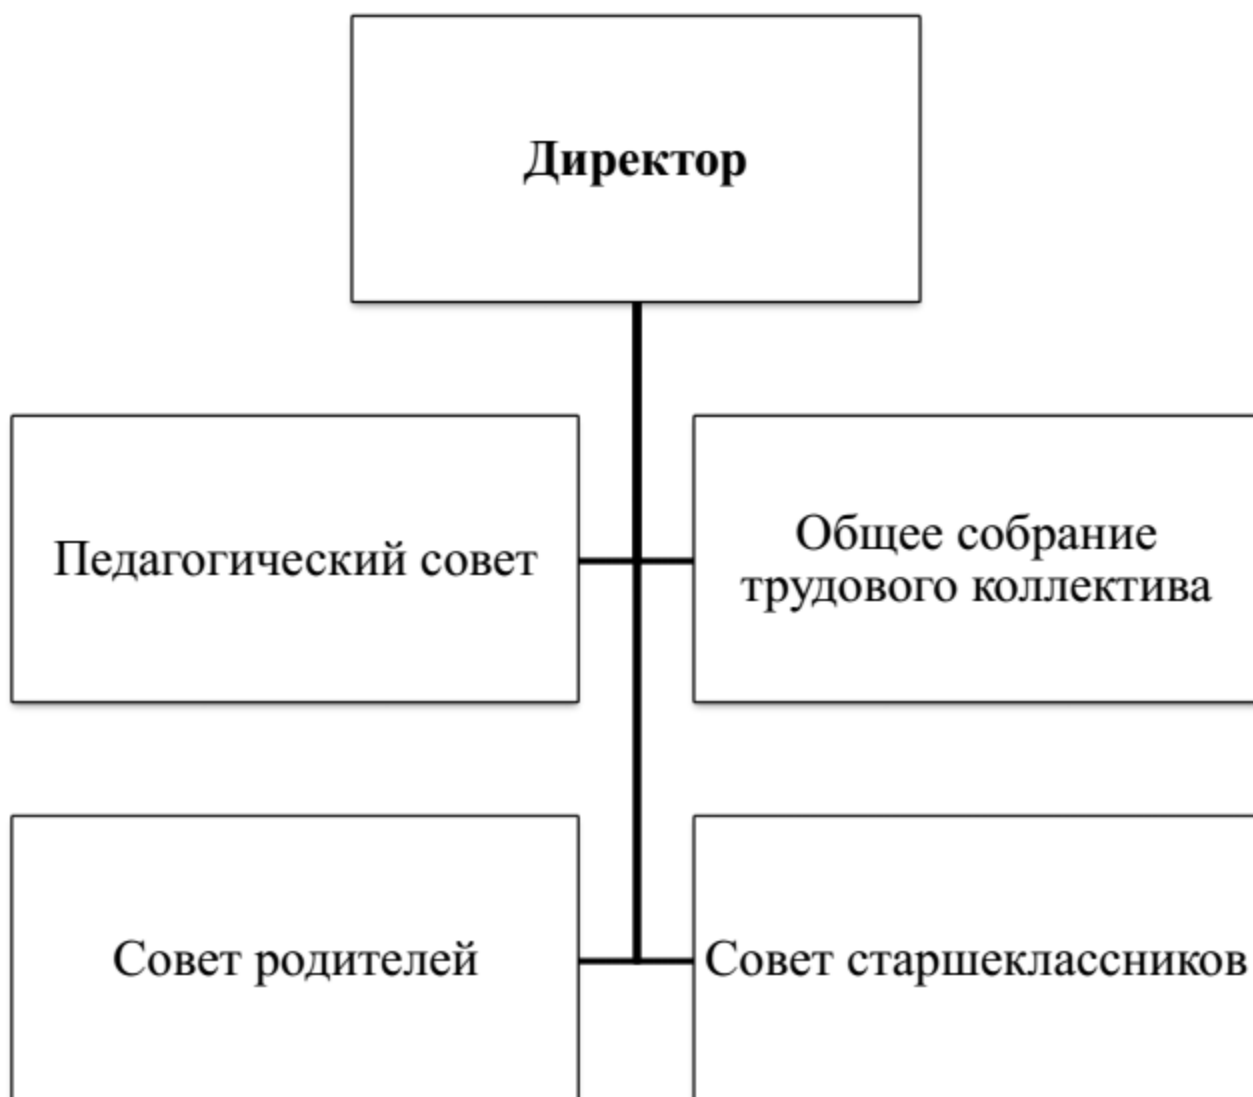 Директор
Педагогический совет
Общее собрание
трудового коллектива
Совет родителей
Совет старшеклассников